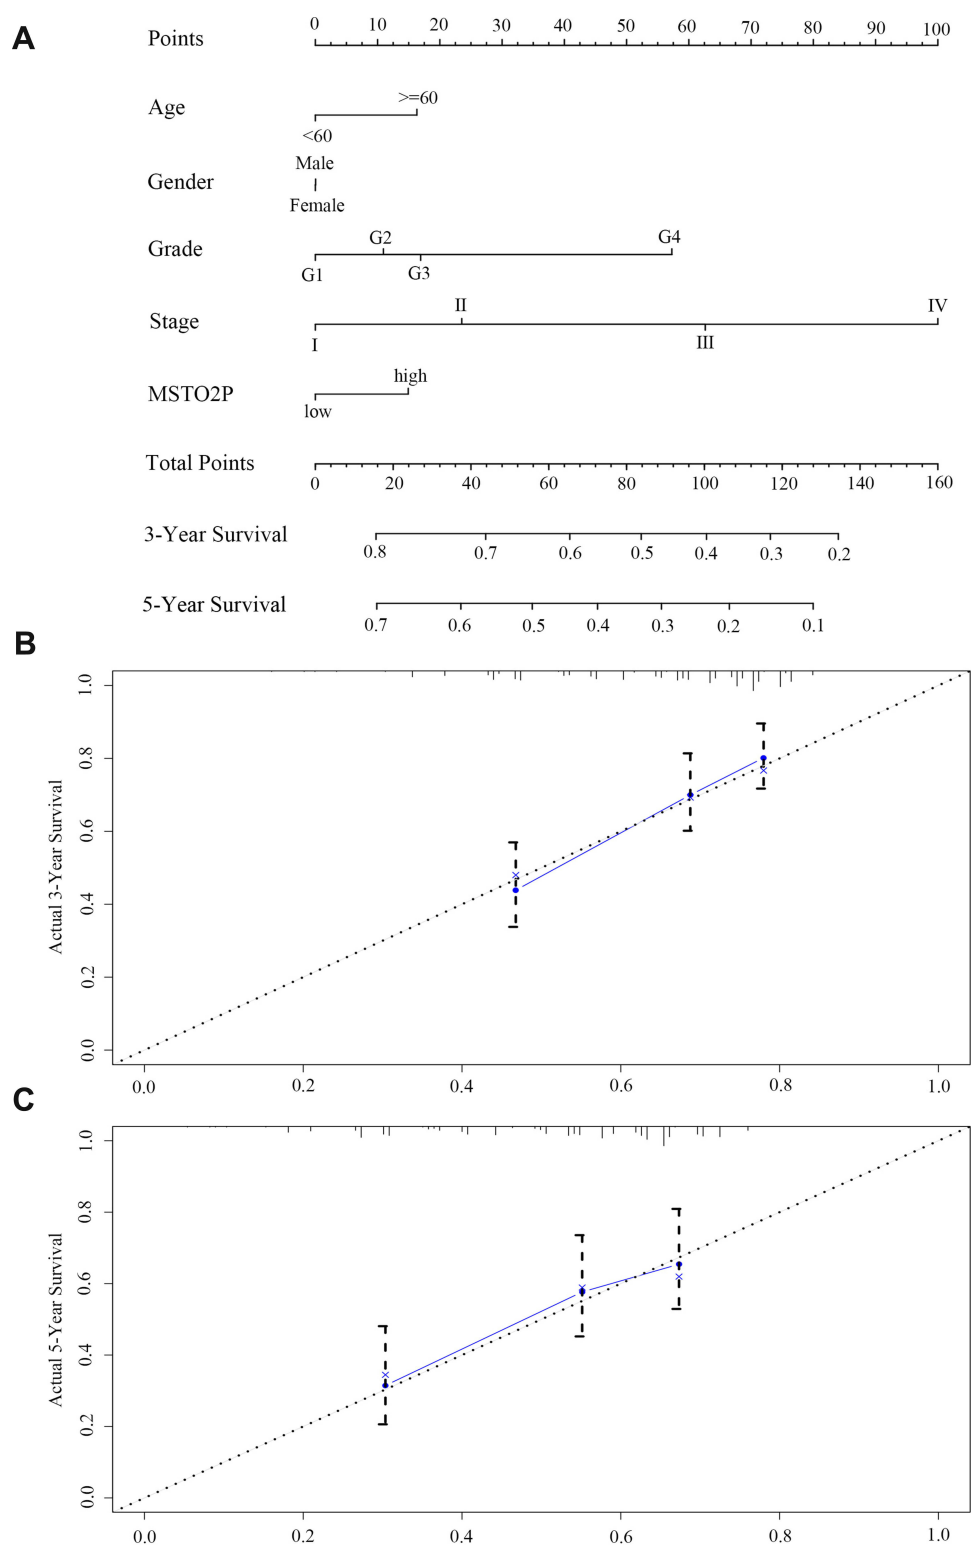 A
Points 0 10 20 30 40 50 60 70 80 90 100
Age >=60
<60
Male
Gender
Female
Grade G2 G4
G1 G3
Stage II IV
I III
MSTO2P high
low
Total Points
0 20 40 60 80 100 120 140 160
3-Year Survival
0.8 0.7 0.6 0.5 0.4 0.3 0.2
5-Year Survival
0.7 0.6 0.5 0.4 0.3 0.2 0.1
B
Actual 3-Year Survival
1.0
0.8
0.6
0.4
0.2
0.0
0.0 0.2 0.4 0.6 0.8 1.0
C
Actual 5-Year Survival
1.0
0.8
0.6
0.4
0.2
0.0
0.0 0.2 0.4 0.6 0.8 1.0